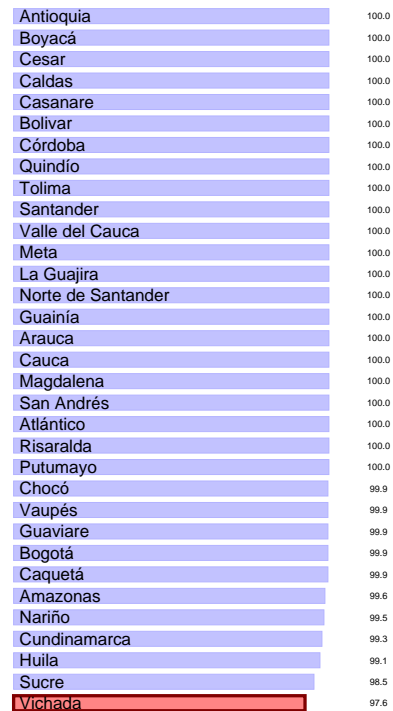 Antioquia 100.0
Boyacá 100.0
Cesar 100.0
Caldas 100.0
Casanare 100.0
Bolivar 100.0
Córdoba 100.0
Quindío 100.0
Tolima 100.0
Santander 100.0
Valle del Cauca 100.0
Meta 100.0
La Guajira 100.0
Norte de Santander 100.0
Guainía 100.0
Arauca 100.0
Cauca 100.0
Magdalena 100.0
San Andrés 100.0
Atlántico 100.0
Risaralda 100.0
Putumayo 100.0
Chocó 99.9
Vaupés 99.9
Guaviare 99.9
Bogotá 99.9
Caquetá 99.9
Amazonas 99.6
Nariño 99.5
Cundinamarca 99.3
Huila 99.1
Sucre 98.5
Vichada 97.6